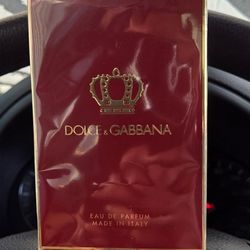 DOLCE & GABBANA
EAU DE PARFUM
MADE IN ITALY